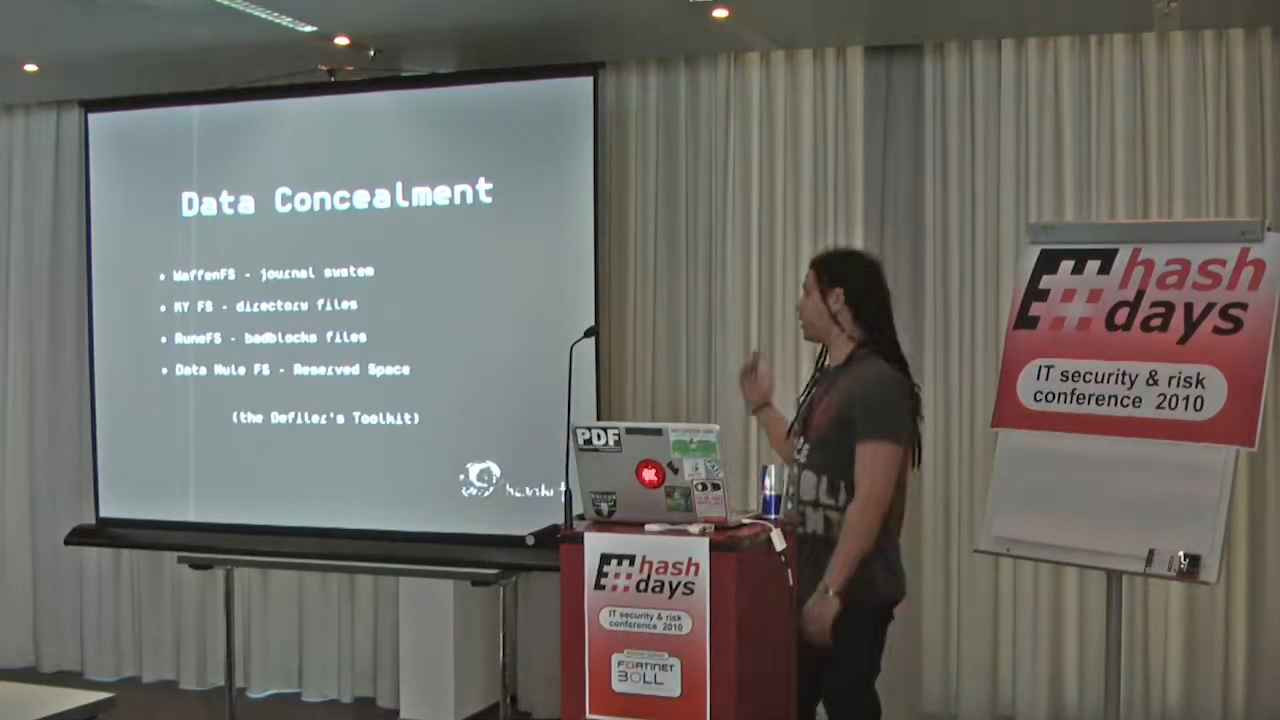 Data Concealment
• WaffenFS - journal system
• KY FS - directory files
• RuneFS - badblocks files
• Data Mule FS - Reserved Space
(the Defiler's Toolkit)
PDF
hash
days
IT security & risk
conference 2010
FORTINET
BOLL
hash
days
IT security & risk
conference 2010